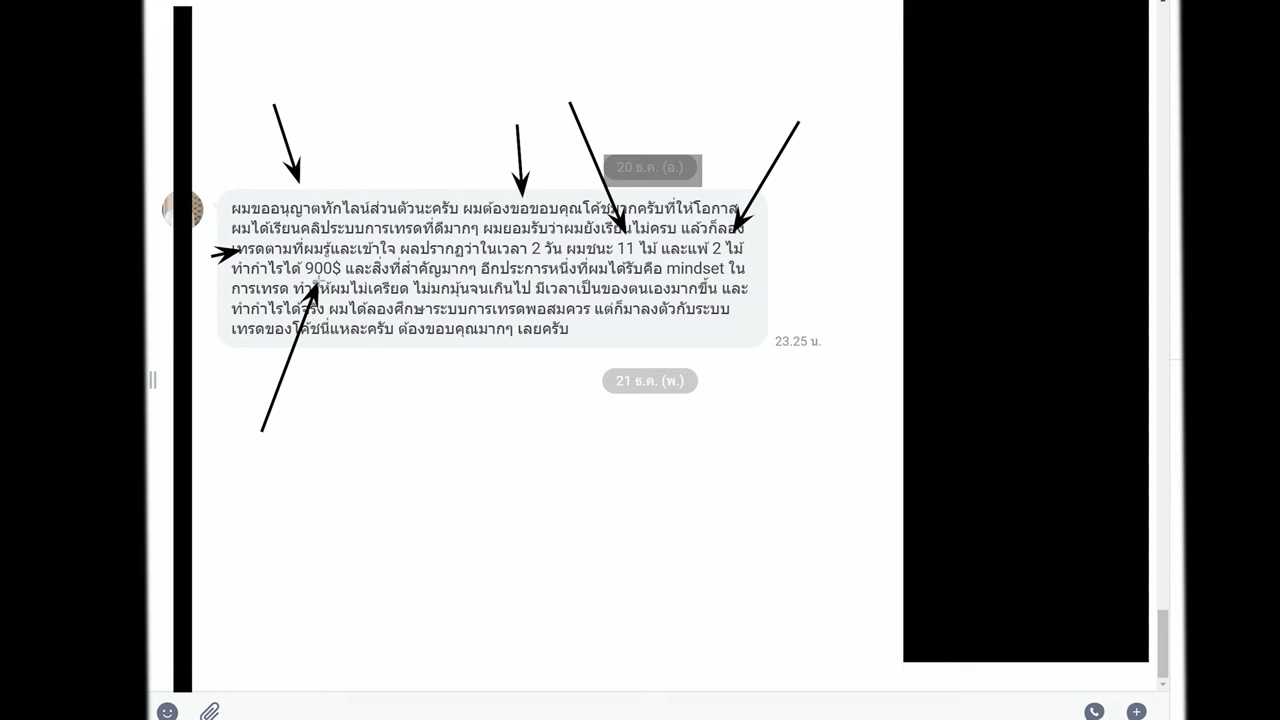 20 ธ.ค. (อ.)
ผมขออนุญาตทักไลน์ส่วนตัวนะครับ ผมต้องขอขอบคุณโค้ชมากครับที่ให้โอกาส
ผมได้เรียนคลิประบบการเทรดที่ดีมากๆ ผมยอมรับว่าผมยังเรียนไม่ครบ แล้วก็ลอง
เทรดตามที่ผมรู้และเข้าใจ ผลปรากฏว่าในเวลา 2 วัน ผมชนะ 11 ไม้ และแพ้ 2 ไม้
ทำกำไรได้ 900$ และสิ่งที่สำคัญมากๆ อีกประการหนึ่งที่ผมได้รับคือ mindset ใน
การเทรด ทำให้ผมไม่เครียด ไม่มกมุ้นจนเกินไป มีเวลาเป็นของตนเองมากขึ้น และ
ทำกำไรได้จริง ผมได้ลองศึกษาระบบการเทรดพอสมควร แต่ก็มาลงตัวกับระบบ
เทรดของโค้ชนี่แหละครับ ต้องขอบคุณมากๆ เลยครับ
23.25 น.
21 ธ.ค. (พ.)